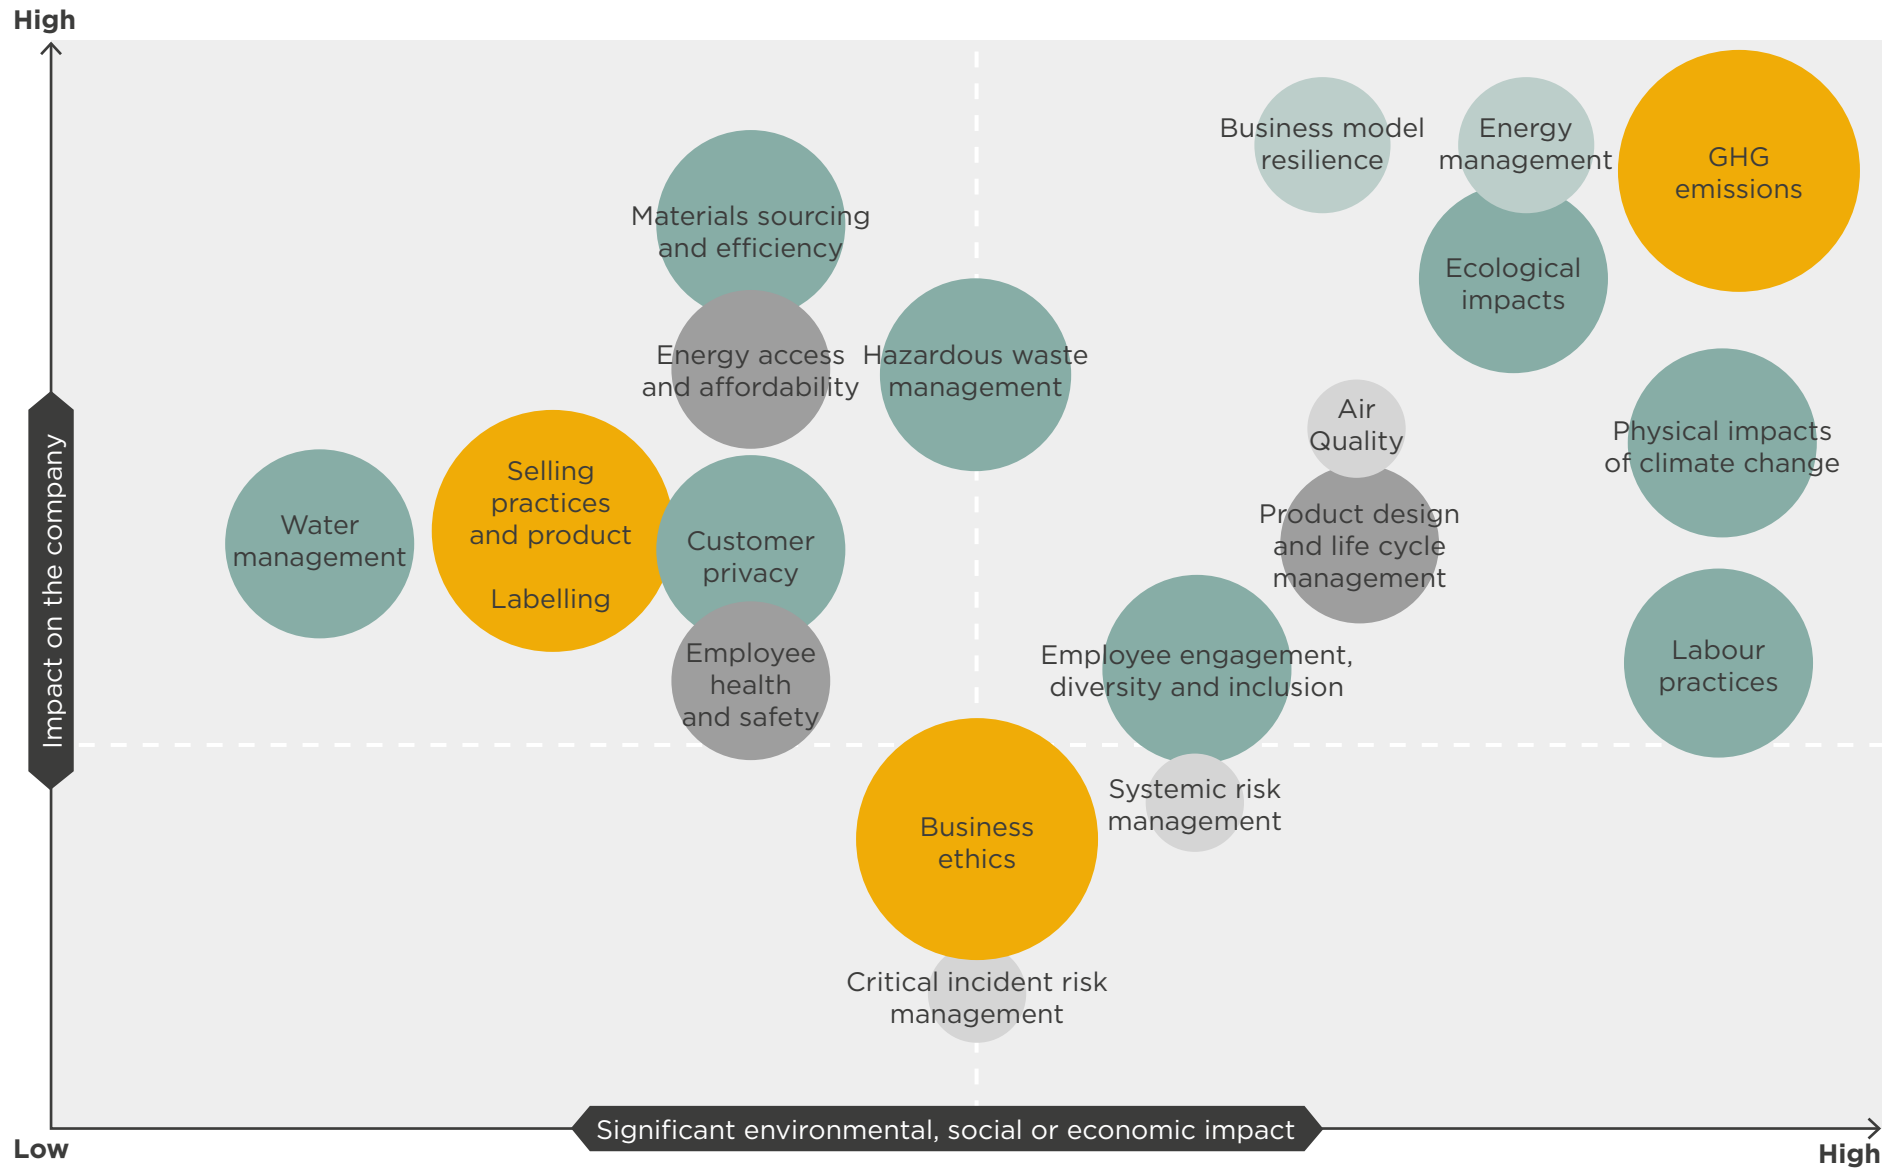 High
Business model
resilience
Energy
management
GHG
emissions
Materials sourcing
and efficiency
Ecological
impacts
Energy access
and affordability
Hazardous waste
management
Air
Quality
Physical impacts
of climate change
Selling
practices
and product
Labelling
Water
management
Customer
privacy
Product design
and life cycle
management
Employee
health
and safety
Employee engagement,
diversity and inclusion
Labour
practices
Systemic risk
management
Business
ethics
Critical incident risk
management
Impact on the company
Significant environmental, social or economic impact
Low
High